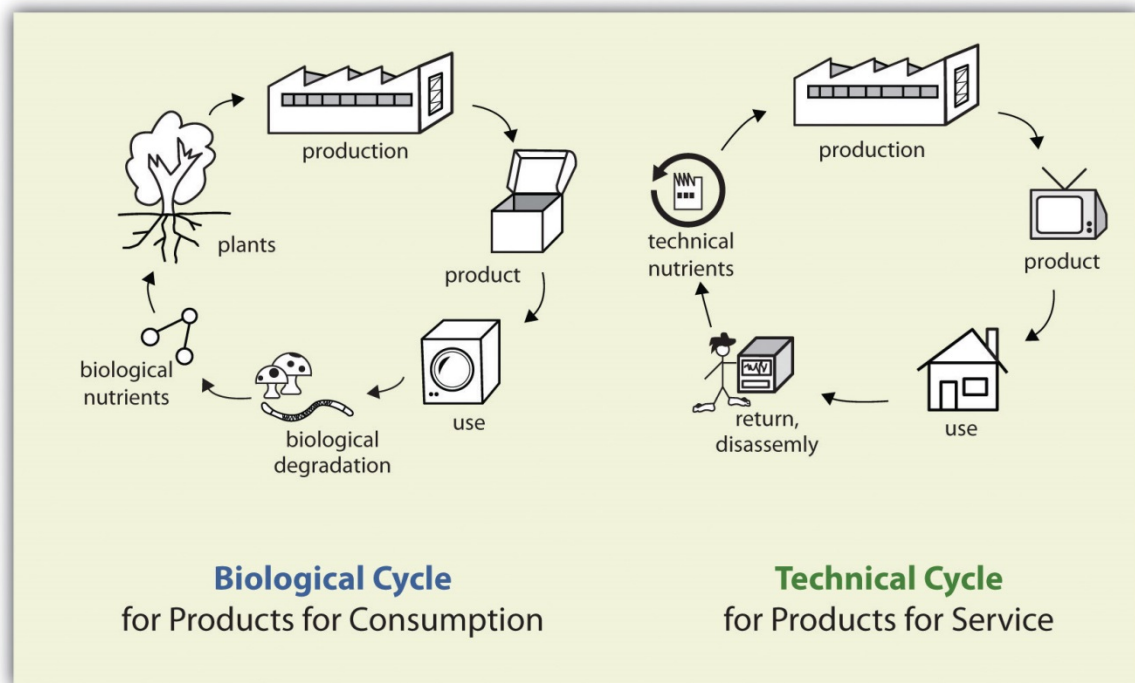 production
plants
product
biological
nutrients
biological
degradation
use
Biological Cycle
for Products for Consumption
production
technical
nutrients
product
return,
disassemly
use
Technical Cycle
for Products for Service